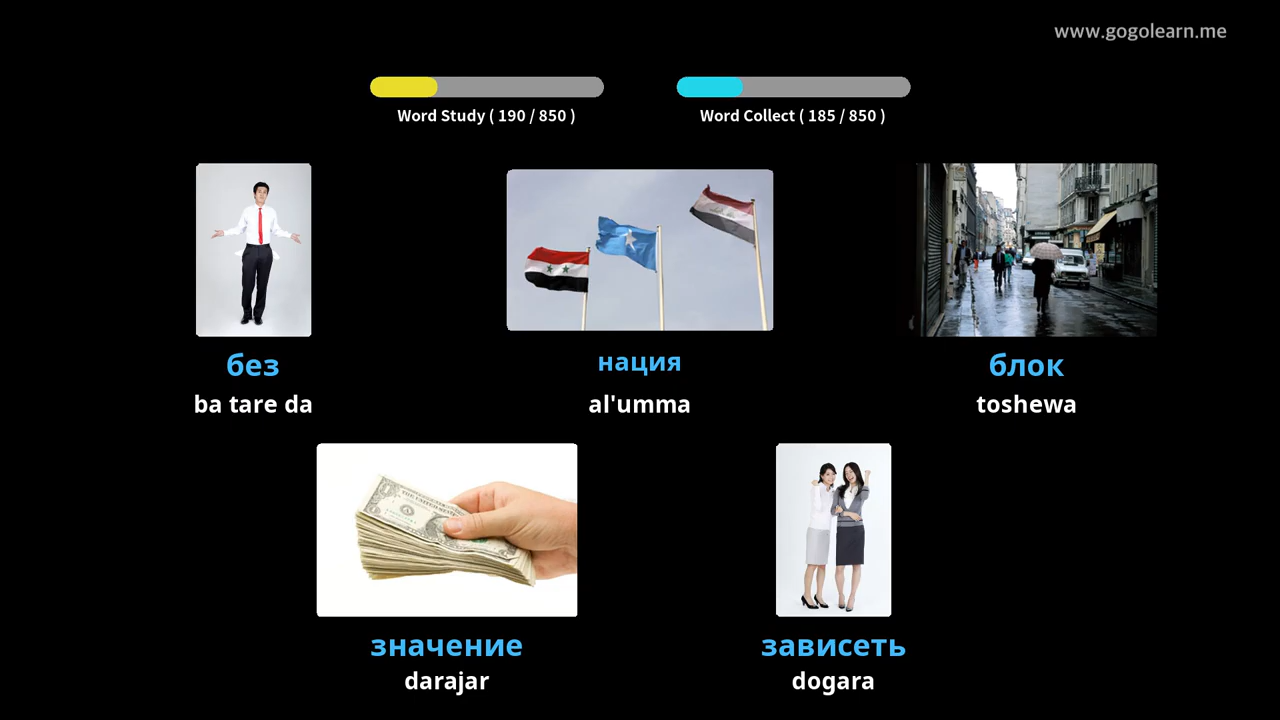 www.gogolearn.me
Word Study ( 190 / 850 )
Word Collect ( 185 / 850 )
без
ba tare da
нация
al'umma
блок
toshewa
значение
darajar
зависеть
dogara